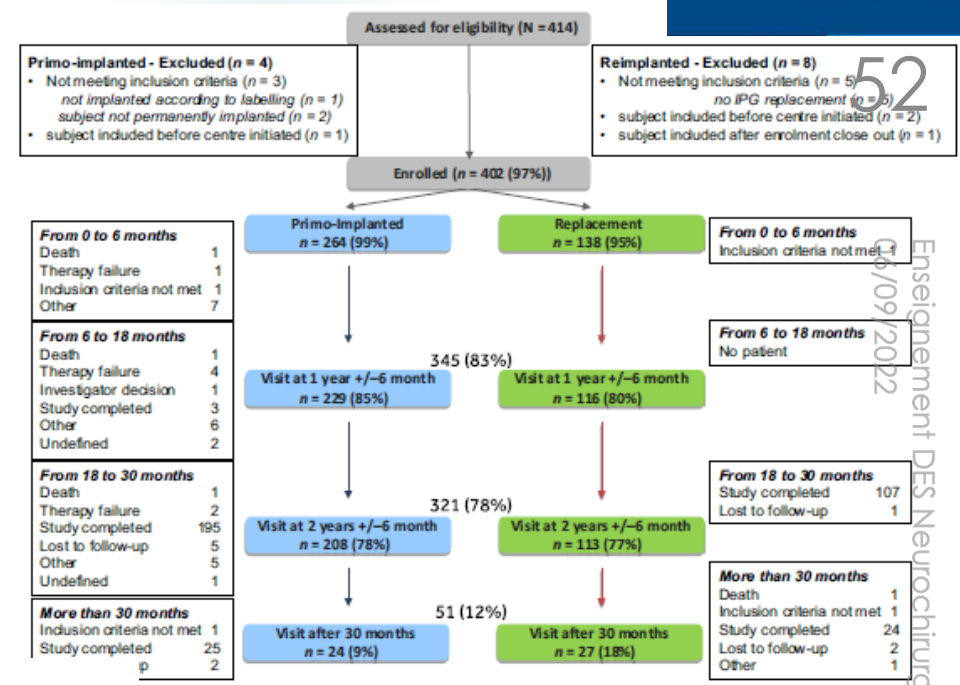 Assessed for eligibility (N = 414)
Primo-implanted - Excluded (n = 4)
• Not meeting inclusion criteria (n = 3)
not implanted according to labelling (n = 1)
subject not permanently implanted (n = 2)
• subject included before centre initiated (n = 1)
Reimplanted - Excluded (n = 8)
• Not meeting inclusion criteria (n = 5)
no IPG replacement (n = 5)
• subject included before centre initiated (n = 2)
• subject included after enrolment close out (n = 1)
52
Enrolled (n = 402 (97%))
Primo-Implanted
n = 264 (99%)
Replacement
n = 138 (95%)
From 0 to 6 months
Death 1
Therapy failure 1
Inclusion criteria not met 1
Other 7
From 0 to 6 months
Inclusion criteria not met 1
From 6 to 18 months
Death 1
Therapy failure 4
Investigator decision 1
Study completed 3
Other 6
Undefined 2
From 6 to 18 months
No patient
345 (83%)
Visit at 1 year +/–6 month
n = 229 (85%)
Visit at 1 year +/–6 month
n = 116 (80%)
From 18 to 30 months
Death 1
Therapy failure 2
Study completed 195
Lost to follow-up 5
Other 5
Undefined 1
From 18 to 30 months
Study completed 107
Lost to follow-up 1
321 (78%)
Visit at 2 years +/–6 month
n = 208 (78%)
Visit at 2 years +/–6 month
n = 113 (77%)
More than 30 months
Inclusion criteria not met 1
Study completed 25
p 2
More than 30 months
Death 1
Inclusion criteria not met 1
Study completed 24
Lost to follow-up 2
Other 1
51 (12%)
Visit after 30 months
n = 24 (9%)
Visit after 30 months
n = 27 (18%)
Enseignement DES Neurochirurg
06/09/2022